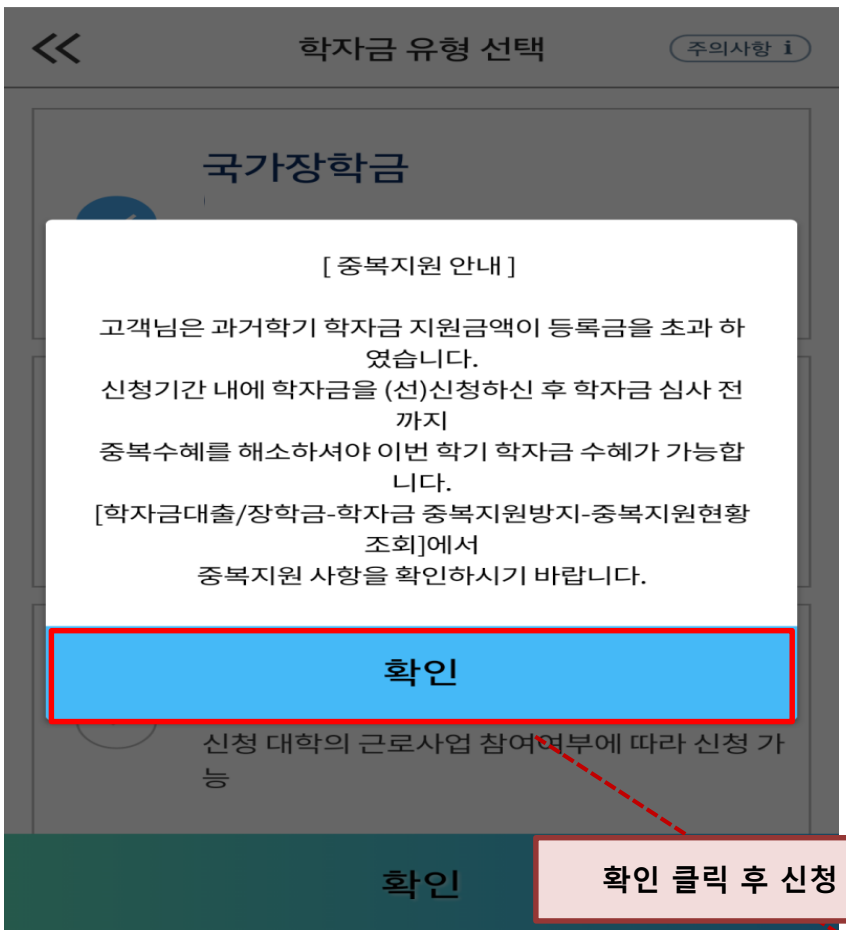 학자금 유형 선택
주의사항 i
국가장학금
[ 중복지원 안내 ]
고객님은 과거학기 학자금 지원금액이 등록금을 초과 하
였습니다.
신청기간 내에 학자금을 (선)신청하신 후 학자금 심사 전
까지
중복수혜를 해소하셔야 이번 학기 학자금 수혜가 가능합
니다.
[학자금대출/장학금-학자금 중복지원방지-중복지원현황
조회]에서
중복지원 사항을 확인하시기 바랍니다.
확인
신청 대학의 근로사업 참여여부에 따라 신청 가
능
확인
확인 클릭 후 신청